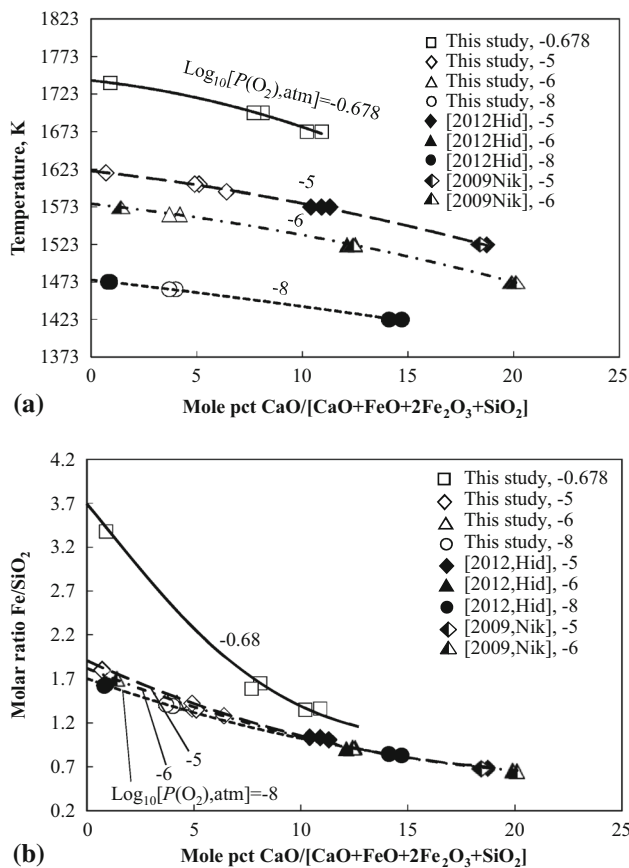 1823
1773
1723
1673
1623
1573
1523
1473
1423
1373
Temperature, K
Log10[P(O2),atm]=-0.678
-5
-6
-8
This study, -0.678
This study, -5
This study, -6
This study, -8
[2012Hid], -5
[2012Hid], -6
[2012Hid], -8
[2009Nik], -5
[2009Nik], -6
0 5 10 15 20 25
(a)
Mole pct CaO/[CaO+FeO+2Fe2O3+SiO2]
4.2
3.7
3.2
2.7
2.2
1.7
1.2
0.7
0.2
Molar ratio Fe/SiO2
This study, -0.678
This study, -5
This study, -6
This study, -8
[2012,Hid], -5
[2012,Hid], -6
[2012,Hid], -8
[2009,Nik], -5
[2009,Nik], -6
-0.68
-5
-6
Log10[P(O2),atm]=-8
0 5 10 15 20 25
(b)
Mole pct CaO/[CaO+FeO+2Fe2O3+SiO2]